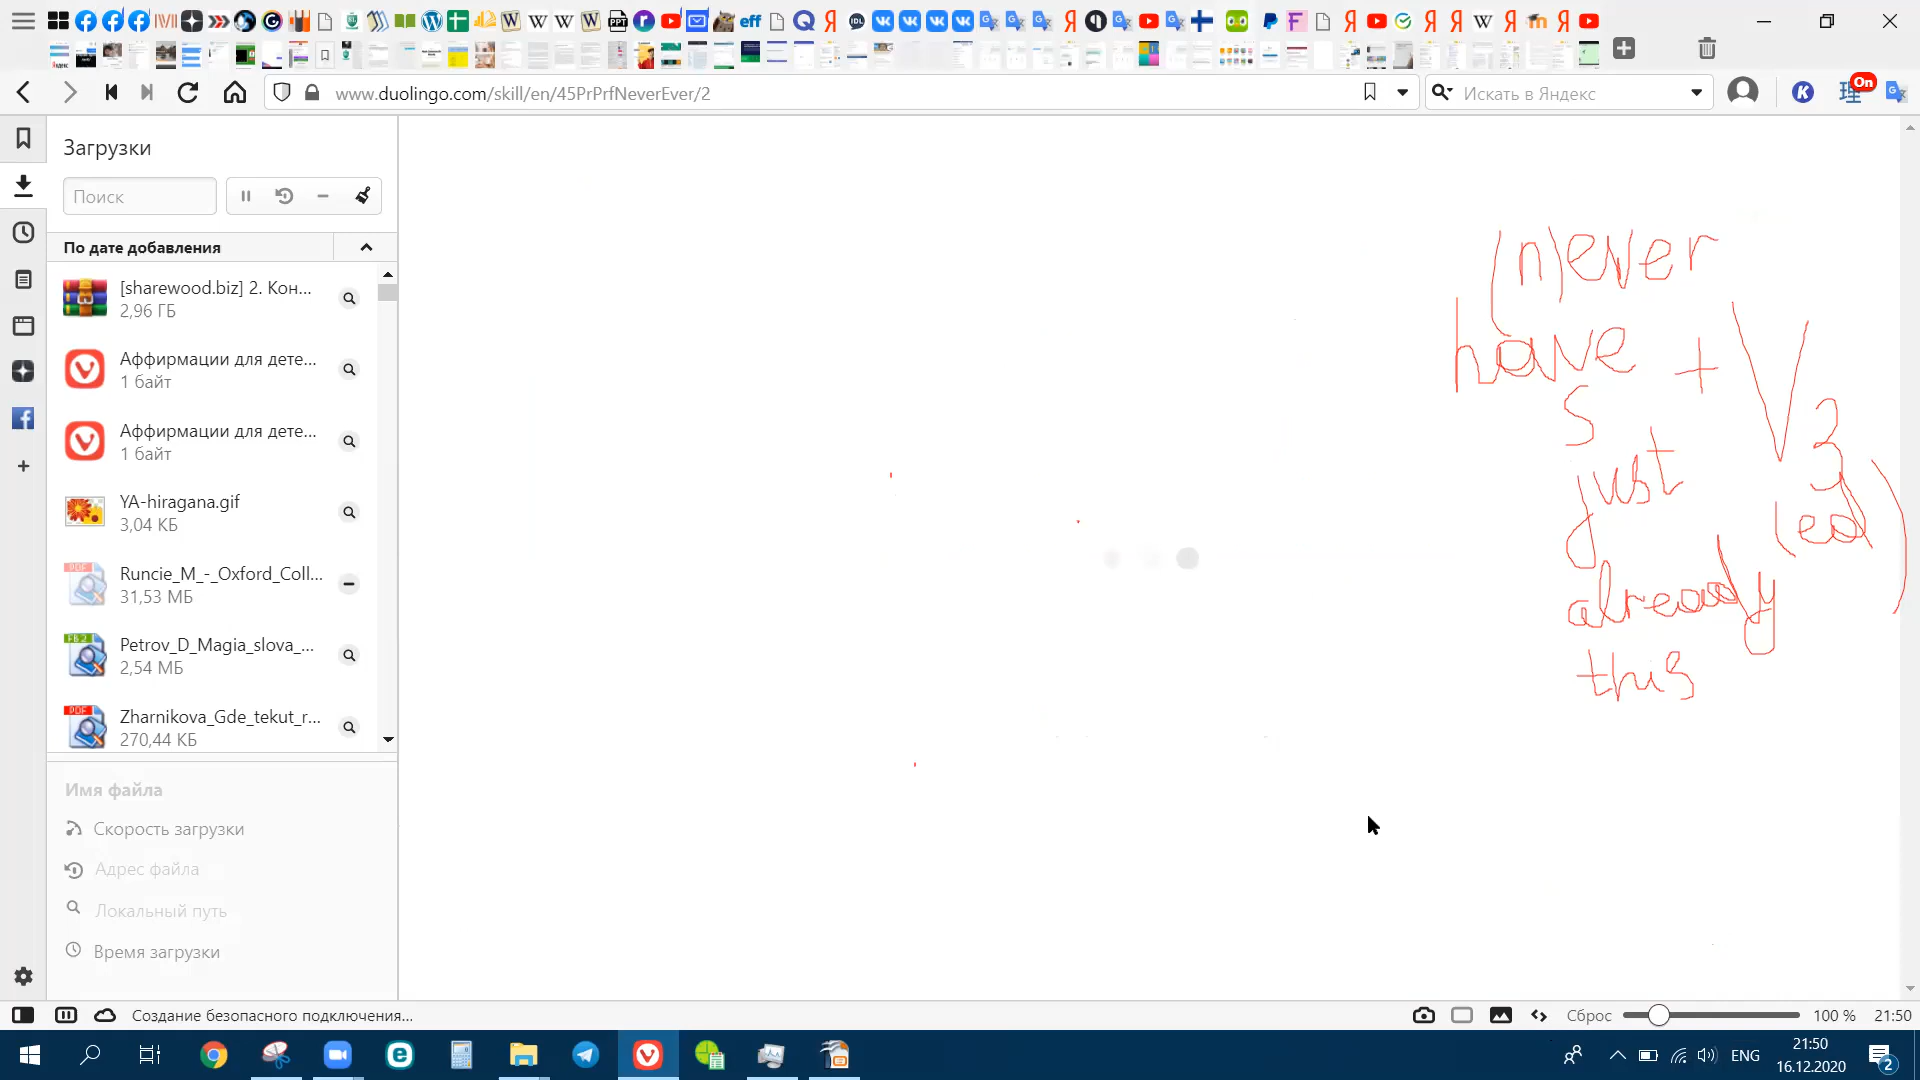 www.duolingo.com/skill/en/45PrPrfNeverEver/2
Искать в Яндекс
On
Загрузки
Поиск
По дате добавления
[sharewood.biz] 2. Кон...
2,96 ГБ
Аффирмации для дете...
1 байт
Аффирмации для дете...
1 байт
YA-hiragana.gif
3,04 КБ
Runcie_M_-_Oxford_Coll...
31,53 МБ
Petrov_D_Magia_slova_...
2,54 МБ
Zharnikova_Gde_tekut_r...
270,44 КБ
Имя файла
Скорость загрузки
Адрес файла
Локальный путь
Время загрузки
(n)ever
have + V3
s
just
(ed)
already
this
Создание безопасного подключения...
Сброс
100 %
21:50
ENG
21:50
16.12.2020
2